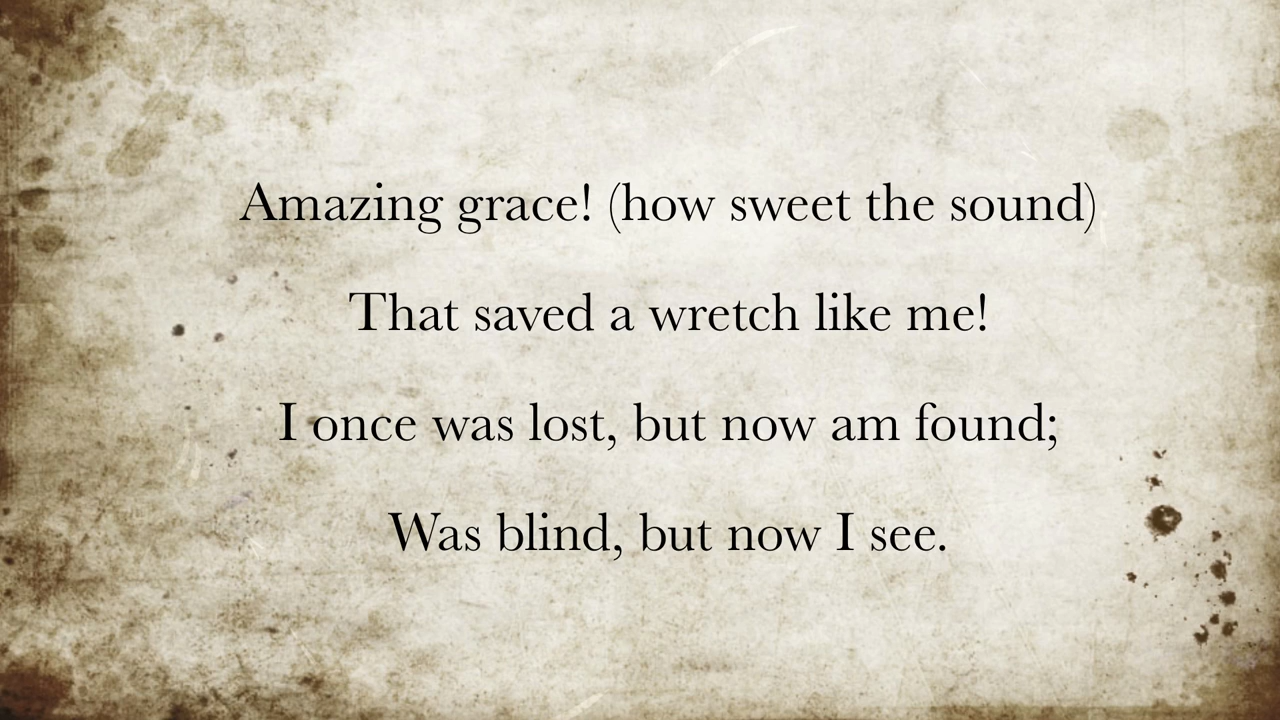 Amazing grace! (how sweet the sound)
That saved a wretch like me!
I once was lost, but now am found;
Was blind, but now I see.